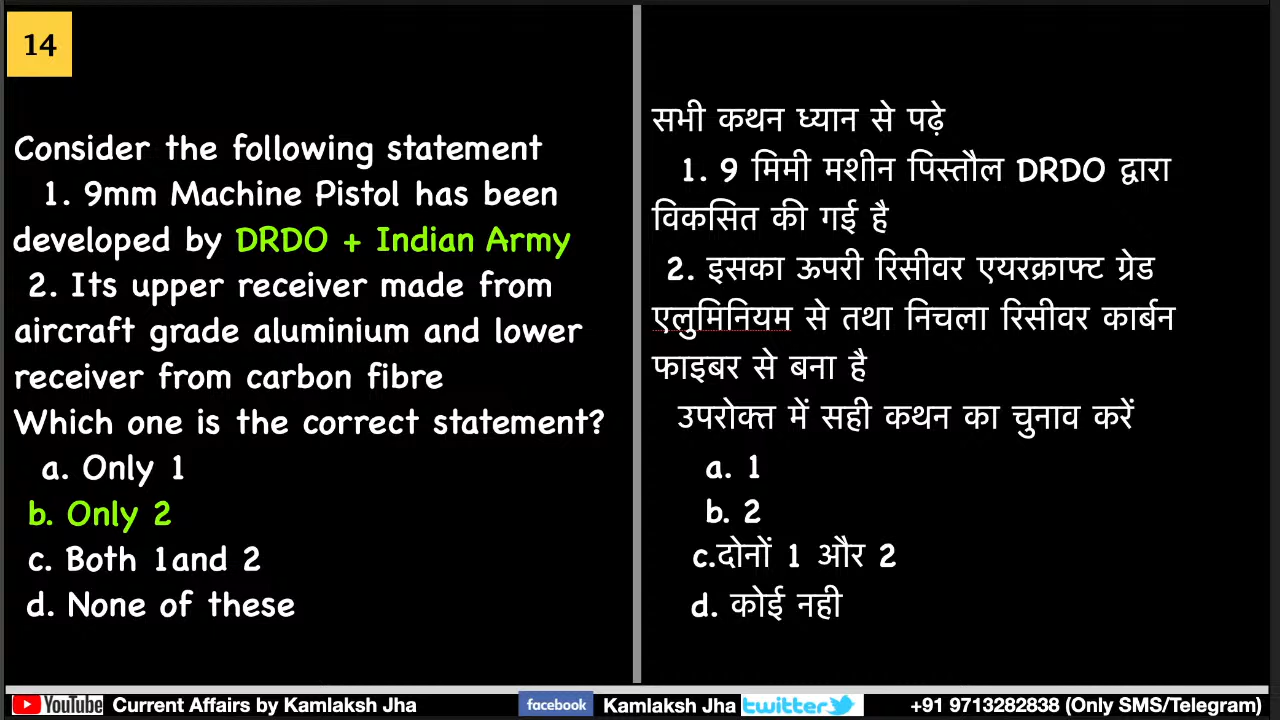 14
Consider the following statement
1. 9mm Machine Pistol has been
developed by DRDO + Indian Army
2. Its upper receiver made from
aircraft grade aluminium and lower
receiver from carbon fibre
Which one is the correct statement?
a. Only 1
b. Only 2
c. Both 1and 2
d. None of these
सभी कथन ध्यान से पढ़े
1. 9 मिमी मशीन पिस्तौल DRDO द्वारा
विकसित की गई है
2. इसका ऊपरी रिसीवर एयरक्राफ्ट ग्रेड
एलुमिनियम से तथा निचला रिसीवर कार्बन
फाइबर से बना है
उपरोक्त में सही कथन का चुनाव करें
a. 1
b. 2
c.दोनों 1 और 2
d. कोई नही
YouTube Current Affairs by Kamlaksh Jha facebook Kamlaksh Jha twitter +91 9713282838 (Only SMS/Telegram)